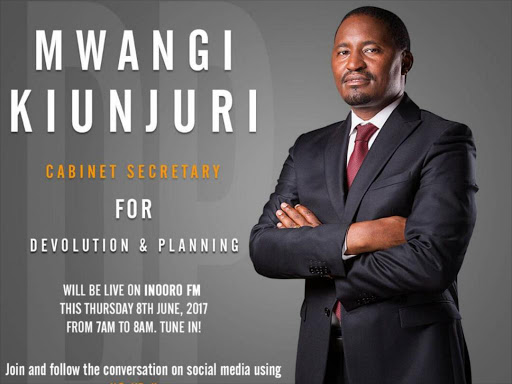 MWANGI
KIUNJURI
CABINET SECRETARY
FOR
DEVOLUTION & PLANNING
WILL BE LIVE ON INOORO FM
THIS THURSDAY 8TH JUNE, 2017
FROM 7AM TO 8AM. TUNE IN!
Join and follow the conversation on social media using